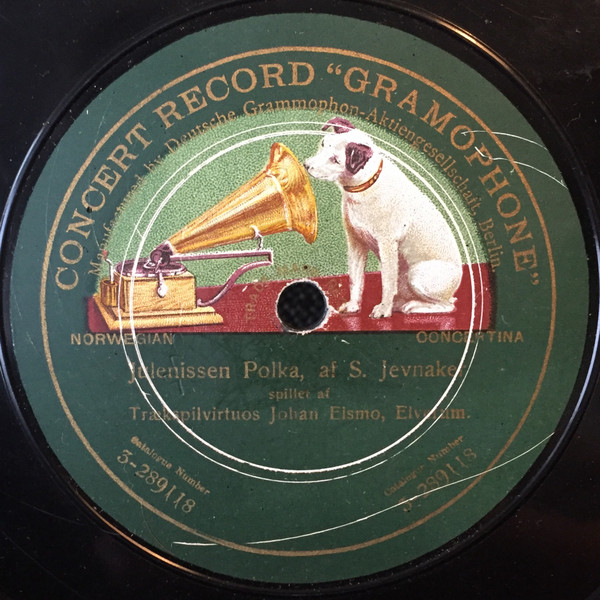 CONCERT RECORD "GRAMOPHONE"
Manufactured by Deutsche Grammophon-Aktiengesellschaft, Berlin.
NORWEGIAN CONCERTINA
Julenissen Polka, af S. Jevnaker
spillet af
Trækspilvirtuos Johan Elsmo, Elverum.
Catalogue Number Catalogue Number
3-289118 3-289118